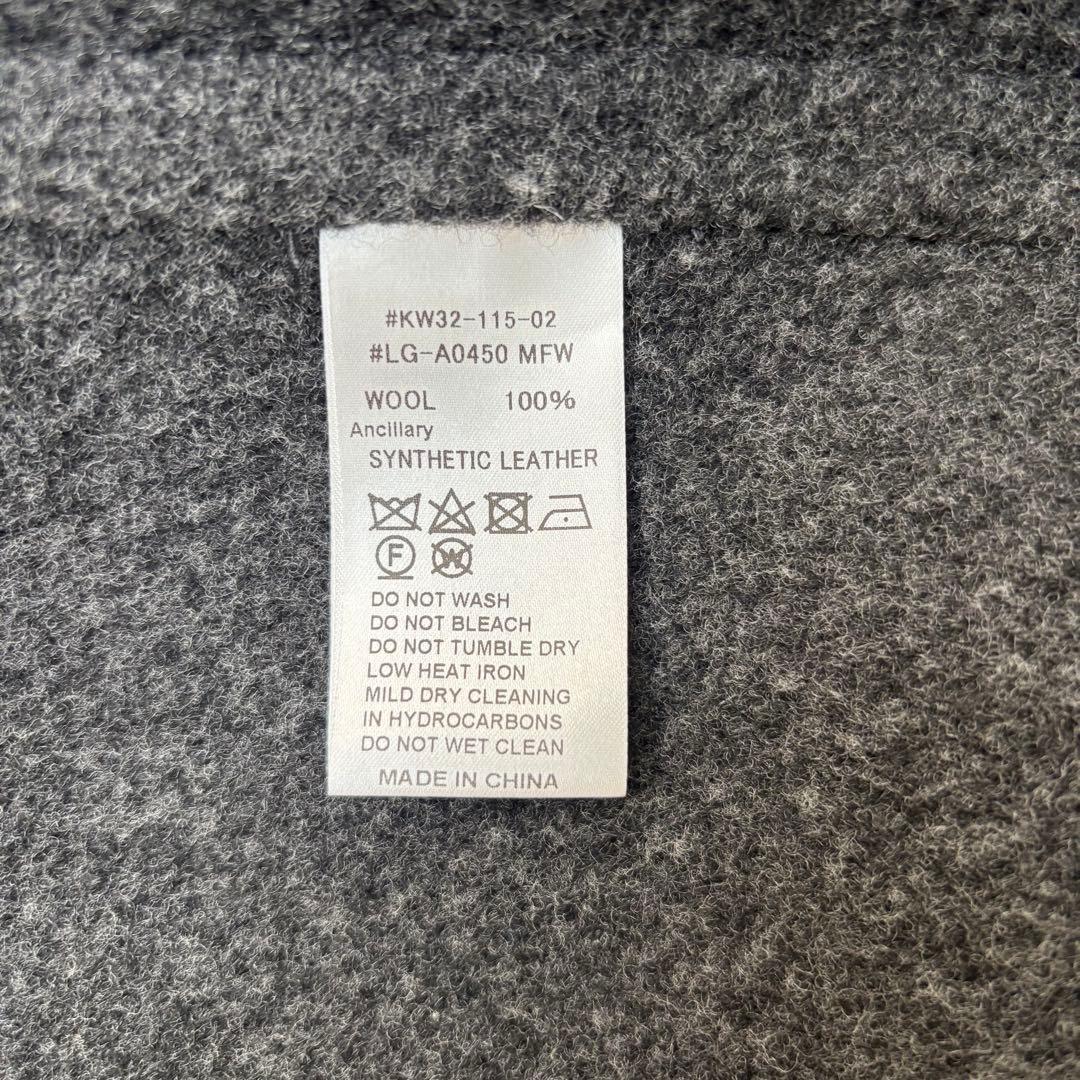 #KW32-115-02
#LG-A0450 MFW
WOOL 100%
Ancillary
SYNTHETIC LEATHER
F W
DO NOT WASH
DO NOT BLEACH
DO NOT TUMBLE DRY
LOW HEAT IRON
MILD DRY CLEANING
IN HYDROCARBONS
DO NOT WET CLEAN
MADE IN CHINA